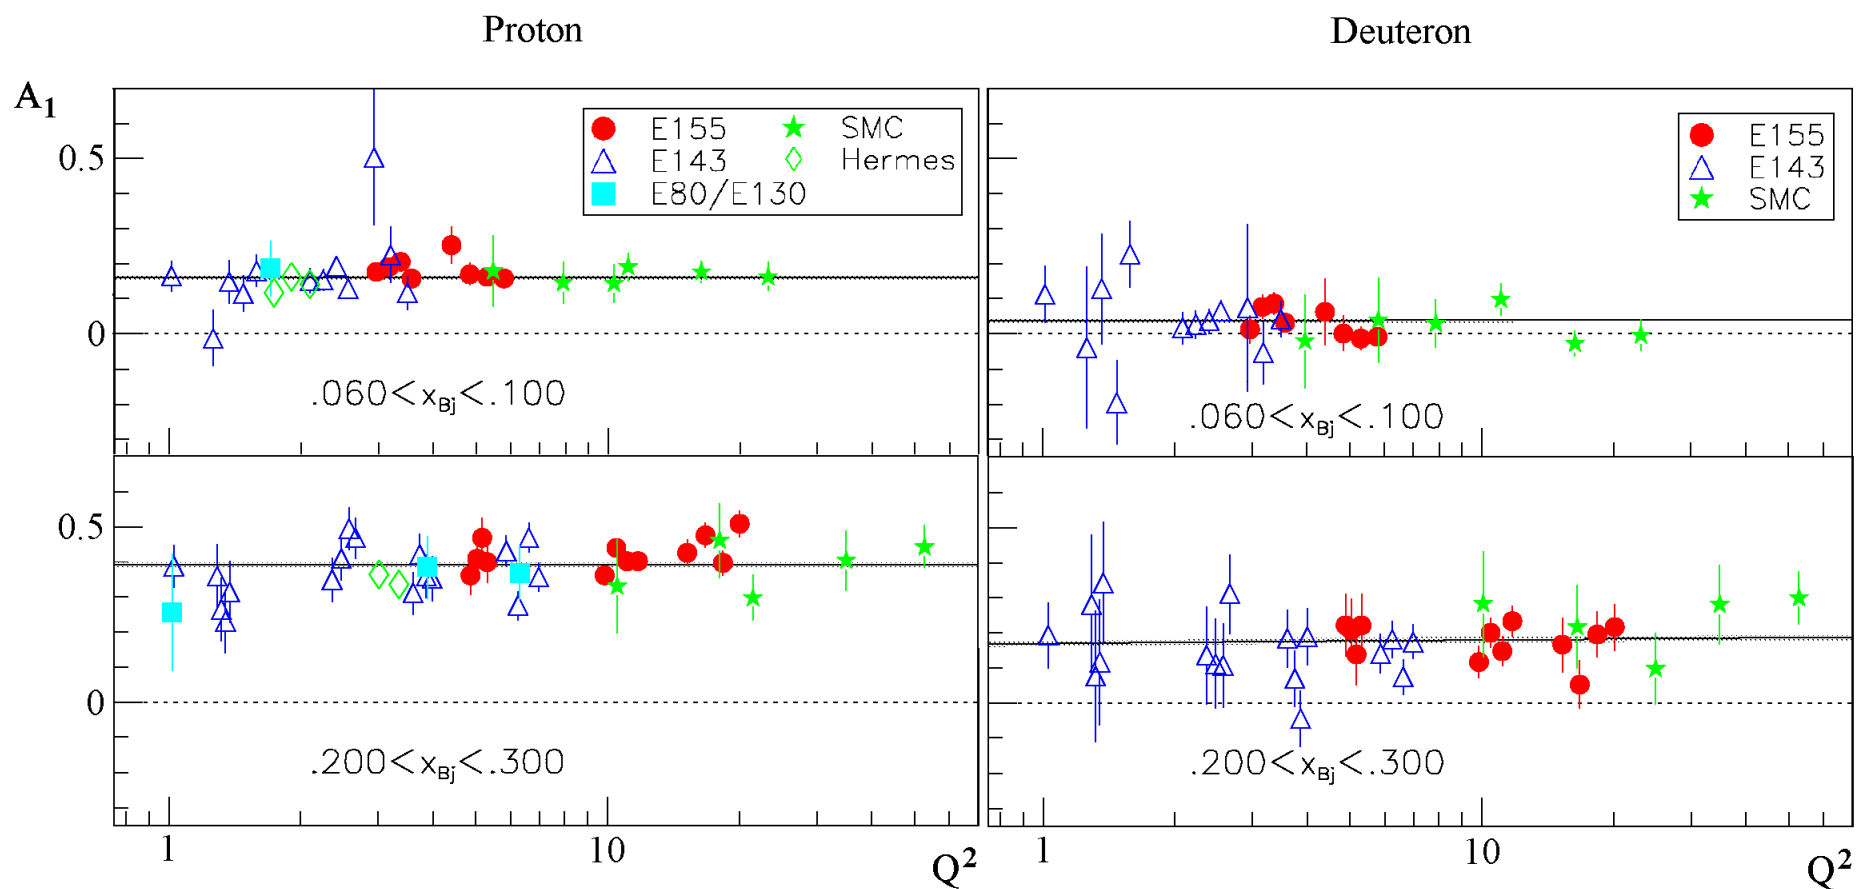 Proton
Deuteron
A1
E155 SMC
E143 Hermes
E80/E130
E155
E143
SMC
0.5
0
.060<xBj<.100
.060<xBj<.100
0.5
0
.200<xBj<.300
.200<xBj<.300
1 10 Q2
1 10 Q2